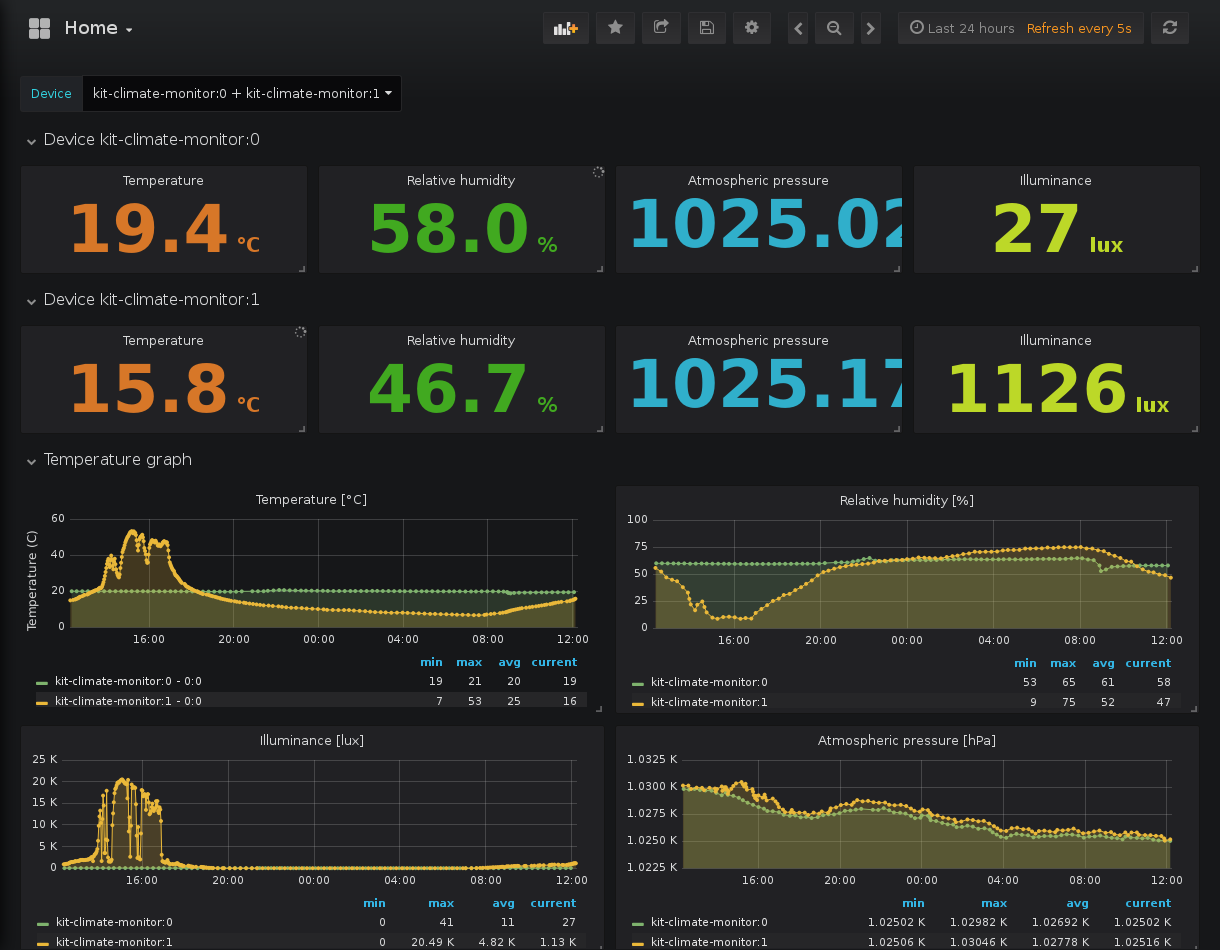 Home
Last 24 hours Refresh every 5s
Device kit-climate-monitor:0 + kit-climate-monitor:1
Device kit-climate-monitor:0
Temperature Relative humidity Atmospheric pressure Illuminance
19.4 °C 58.0 % 1025.02 27 lux
Device kit-climate-monitor:1
Temperature Relative humidity Atmospheric pressure Illuminance
15.8 °C 46.7 % 1025.17 1126 lux
Temperature graph
Temperature [°C]
Temperature (C)
60
40
20
0
16:00 20:00 00:00 04:00 08:00 12:00
min max avg current
kit-climate-monitor:0 - 0:0 19 21 20 19
kit-climate-monitor:1 - 0:0 7 53 25 16
Relative humidity [%]
100
75
50
25
0
16:00 20:00 00:00 04:00 08:00 12:00
min max avg current
kit-climate-monitor:0 53 65 61 58
kit-climate-monitor:1 9 75 52 47
Illuminance [lux]
25 K
20 K
15 K
10 K
5 K
0
16:00 20:00 00:00 04:00 08:00 12:00
min max avg current
kit-climate-monitor:0 0 41 11 27
kit-climate-monitor:1 0 20.49 K 4.82 K 1.13 K
Atmospheric pressure [hPa]
1.0325 K
1.0300 K
1.0275 K
1.0250 K
1.0225 K
16:00 20:00 00:00 04:00 08:00 12:00
min max avg current
kit-climate-monitor:0 1.02502 K 1.02982 K 1.02692 K 1.02502 K
kit-climate-monitor:1 1.02506 K 1.03046 K 1.02778 K 1.02516 K